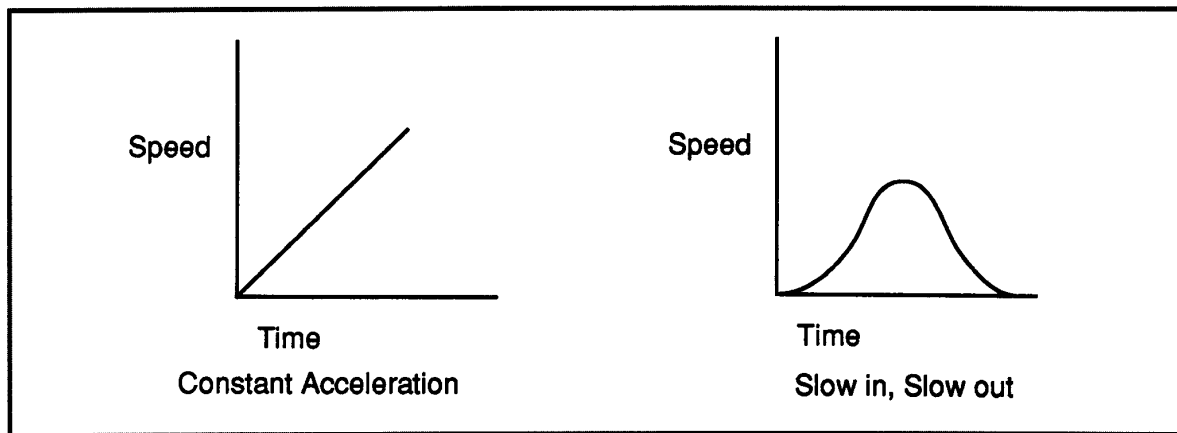 Speed
Time
Constant Acceleration
Speed
Time
Slow in, Slow out